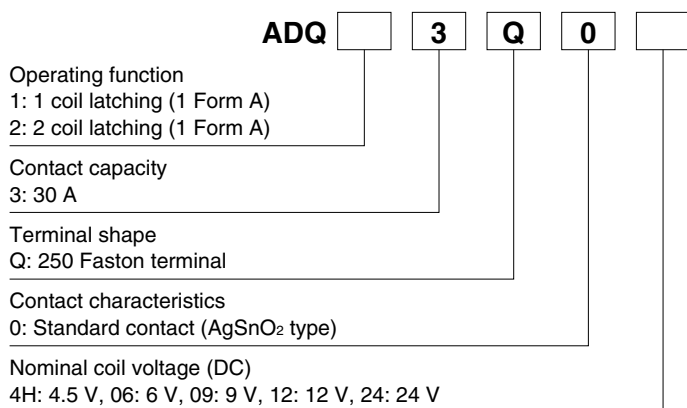 ADQ 3 Q 0
Operating function
1: 1 coil latching (1 Form A)
2: 2 coil latching (1 Form A)
Contact capacity
3: 30 A
Terminal shape
Q: 250 Faston terminal
Contact characteristics
0: Standard contact (AgSnO2 type)
Nominal coil voltage (DC)
4H: 4.5 V, 06: 6 V, 09: 9 V, 12: 12 V, 24: 24 V